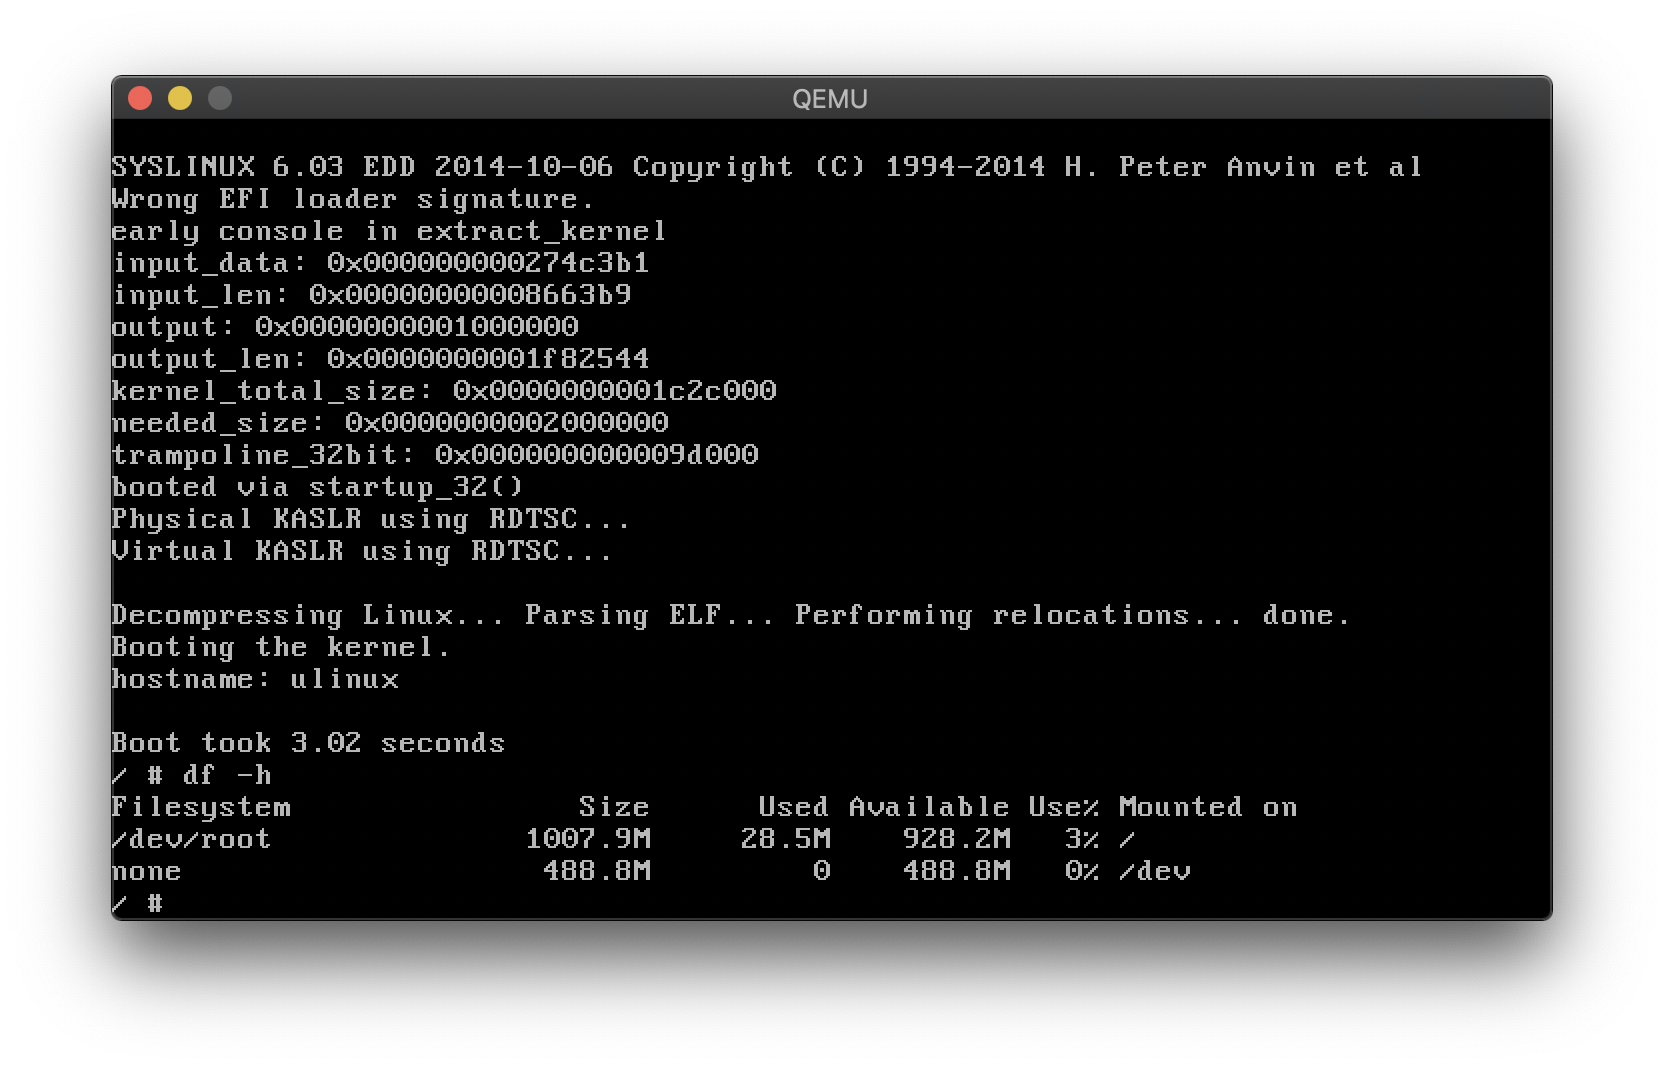 QEMU
SYSLINUX 6.03 EDD 2014-10-06 Copyright (C) 1994-2014 H. Peter Anvin et al
Wrong EFI loader signature.
early console in extract_kernel
input_data: 0x000000000274c3b1
input_len: 0x00000000008663b9
output: 0x0000000001000000
output_len: 0x0000000001f82544
kernel_total_size: 0x0000000001c2c000
needed_size: 0x0000000002000000
trampoline_32bit: 0x000000000009d000
booted via startup_32()
Physical KASLR using RDTSC...
Virtual KASLR using RDTSC...
Decompressing Linux... Parsing ELF... Performing relocations... done.
Booting the kernel.
hostname: ulinux
Boot took 3.02 seconds
/ # df -h
Filesystem                Size      Used Available Use% Mounted on
/dev/root              1007.9M     28.5M    928.2M   3% /
none                    488.8M         0    488.8M   0% /dev
/ #